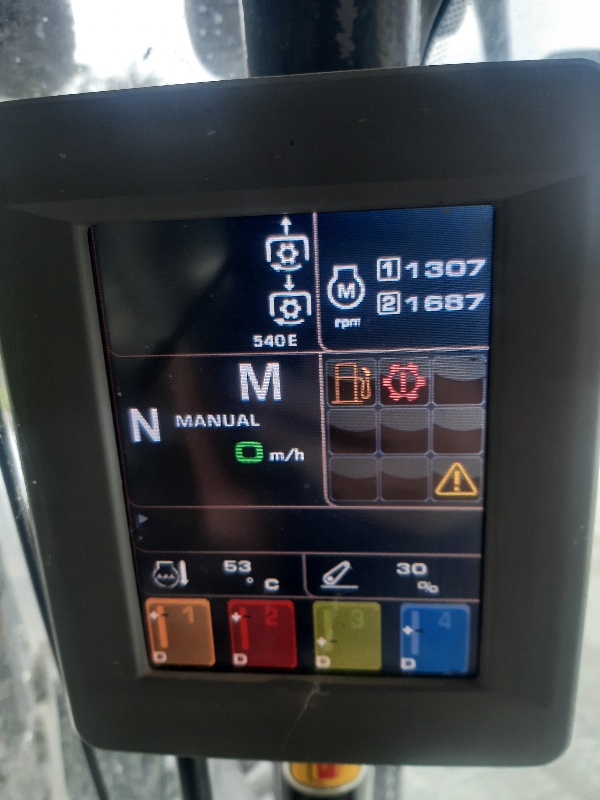 1 1307
M
2 1687
rpm
540E
M
N MANUAL
0 m/h
53 °C
30 %
1 2 3 4
D D D D